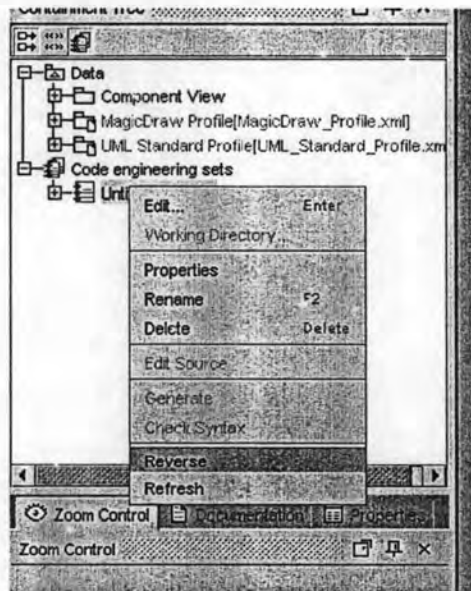 Containment Tree
Data
Component View
MagicDraw Profile[MagicDraw_Profile.xml]
UML Standard Profile[UML_Standard_Profile.xm
Code engineering sets
Unti
Edit... Enter
Working Directory...
Properties
Rename F2
Delete Delete
Edit Source
Generate
Check Syntax
Reverse
Refresh
Zoom Control Documentation Properties
Zoom Control